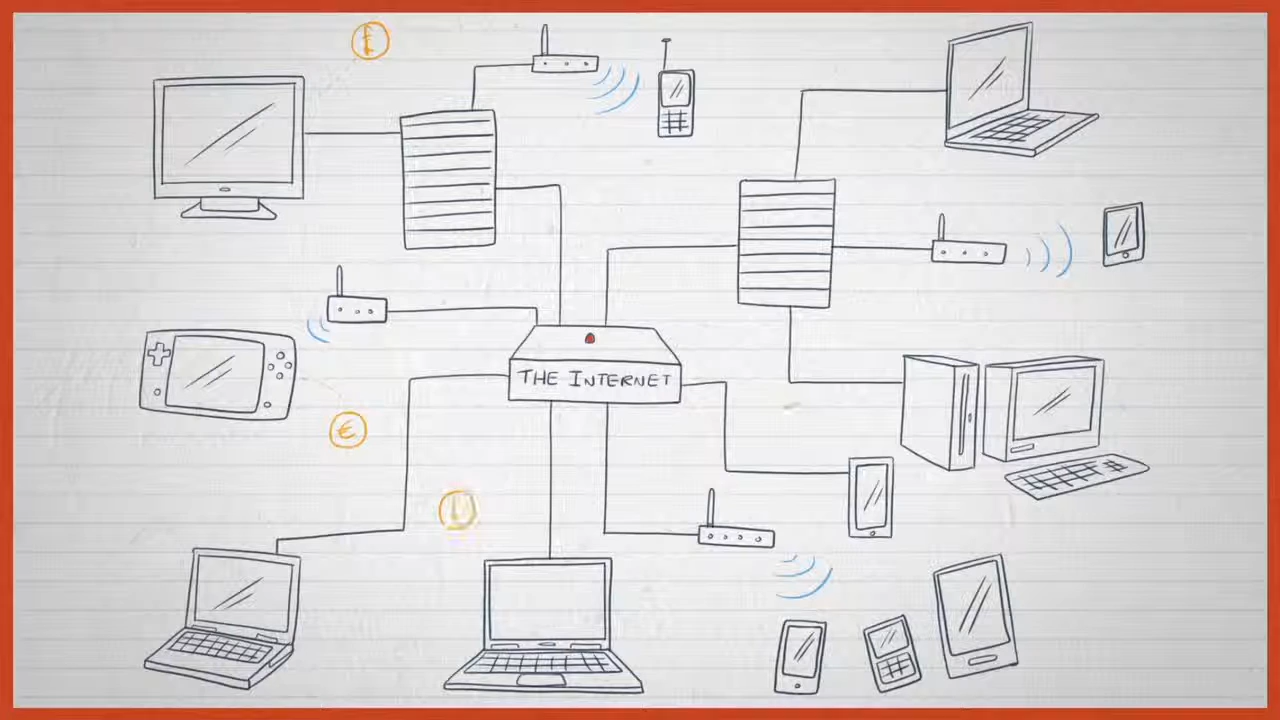 £
THE INTERNET
€